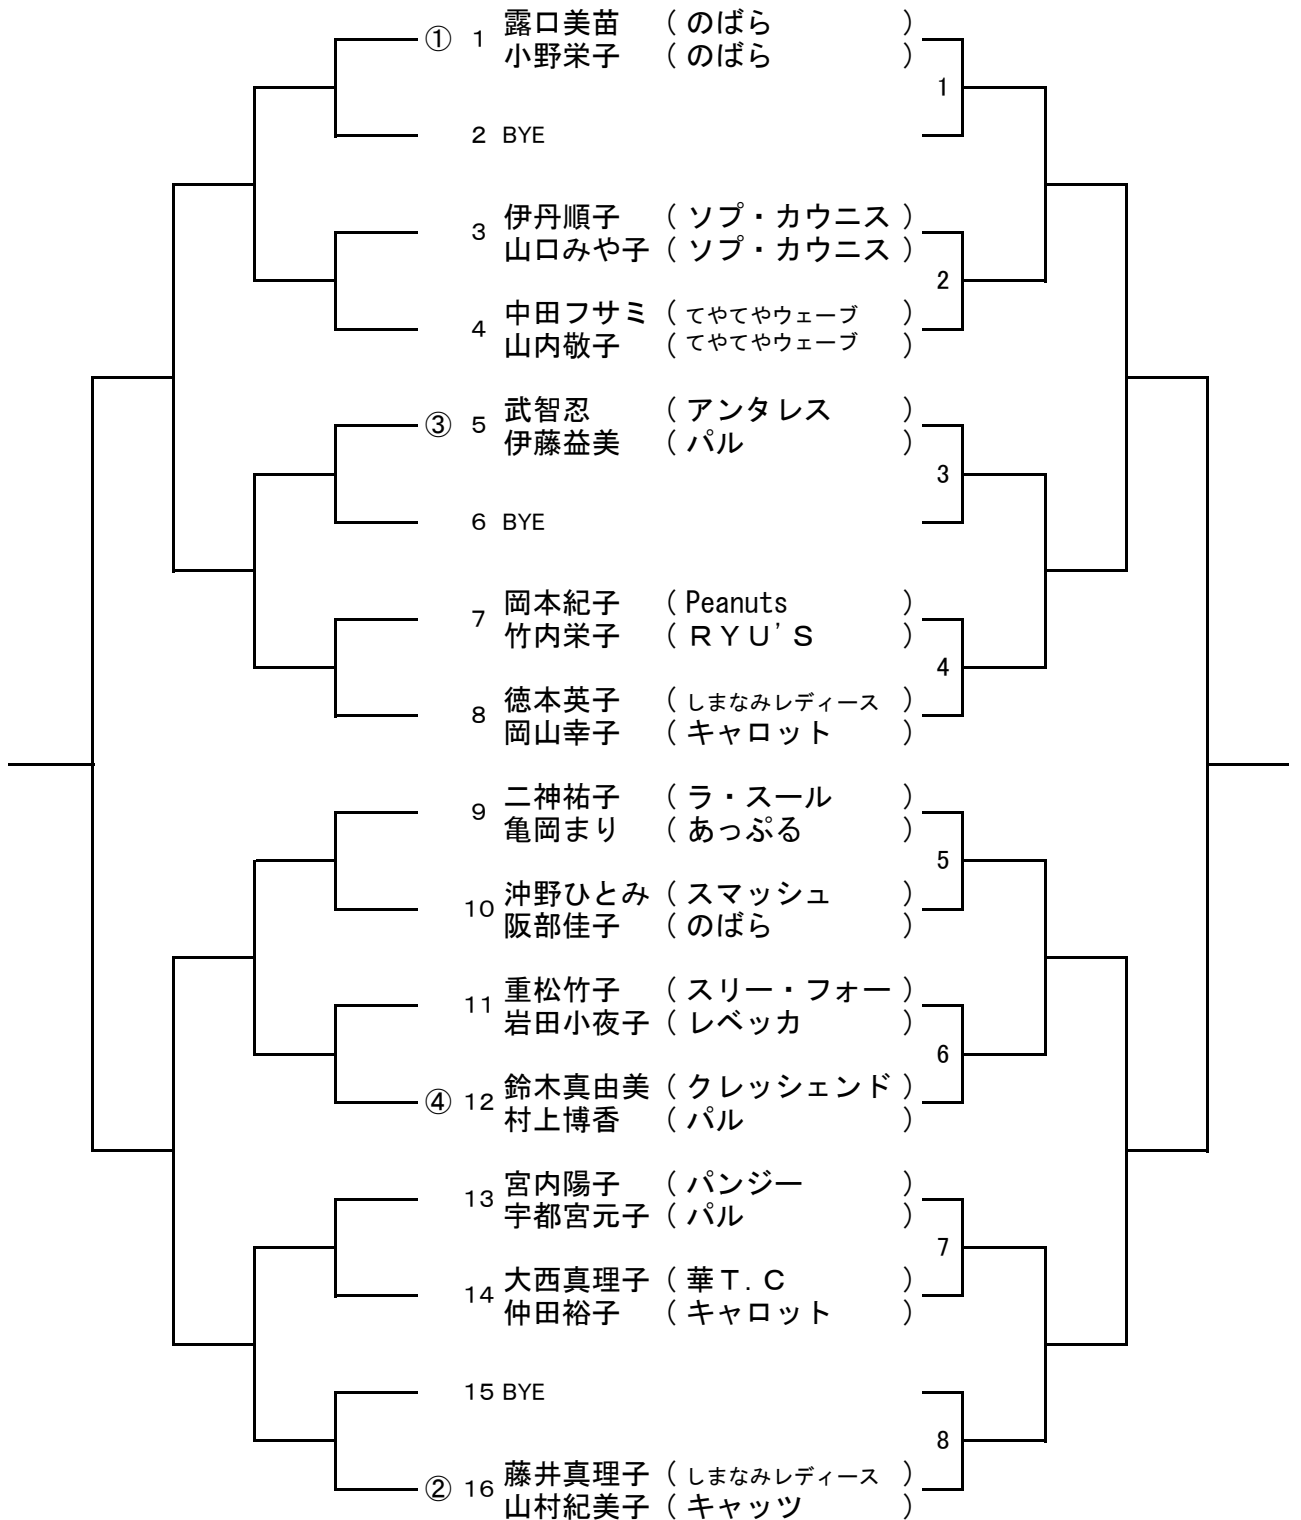 ① 1 露口美苗 （ のばら ）
小野栄子 （ のばら ）
1
2 BYE
3 伊丹順子 （ ソプ・カウニス ）
山口みや子 （ ソプ・カウニス ）
2
4 中田フサミ （ てやてやウェーブ ）
山内敬子 （ てやてやウェーブ ）
③ 5 武智忍 （ アンタレス ）
伊藤益美 （ パル ）
3
6 BYE
7 岡本紀子 （ Peanuts ）
竹内栄子 （ ＲＹＵ'Ｓ ）
4
8 徳本英子 （ しまなみレディース ）
岡山幸子 （ キャロット ）
9 二神祐子 （ ラ・スール ）
亀岡まり （ あっぷる ）
5
10 沖野ひとみ （ スマッシュ ）
阪部佳子 （ のばら ）
11 重松竹子 （ スリー・フォー ）
岩田小夜子 （ レベッカ ）
6
④ 12 鈴木真由美 （ クレッシェンド ）
村上博香 （ パル ）
13 宮内陽子 （ パンジー ）
宇都宮元子 （ パル ）
7
14 大西真理子 （ 華Ｔ.Ｃ ）
仲田裕子 （ キャロット ）
15 BYE
8
② 16 藤井真理子 （ しまなみレディース ）
山村紀美子 （ キャッツ ）